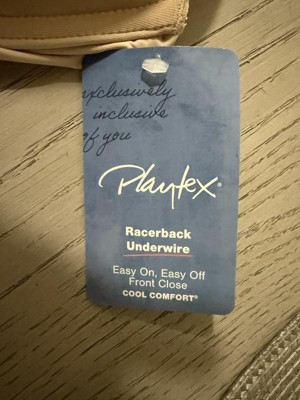 exclusively
inclusive
of you
Playtex®
Racerback
Underwire
Easy On, Easy Off
Front Close
COOL COMFORT®